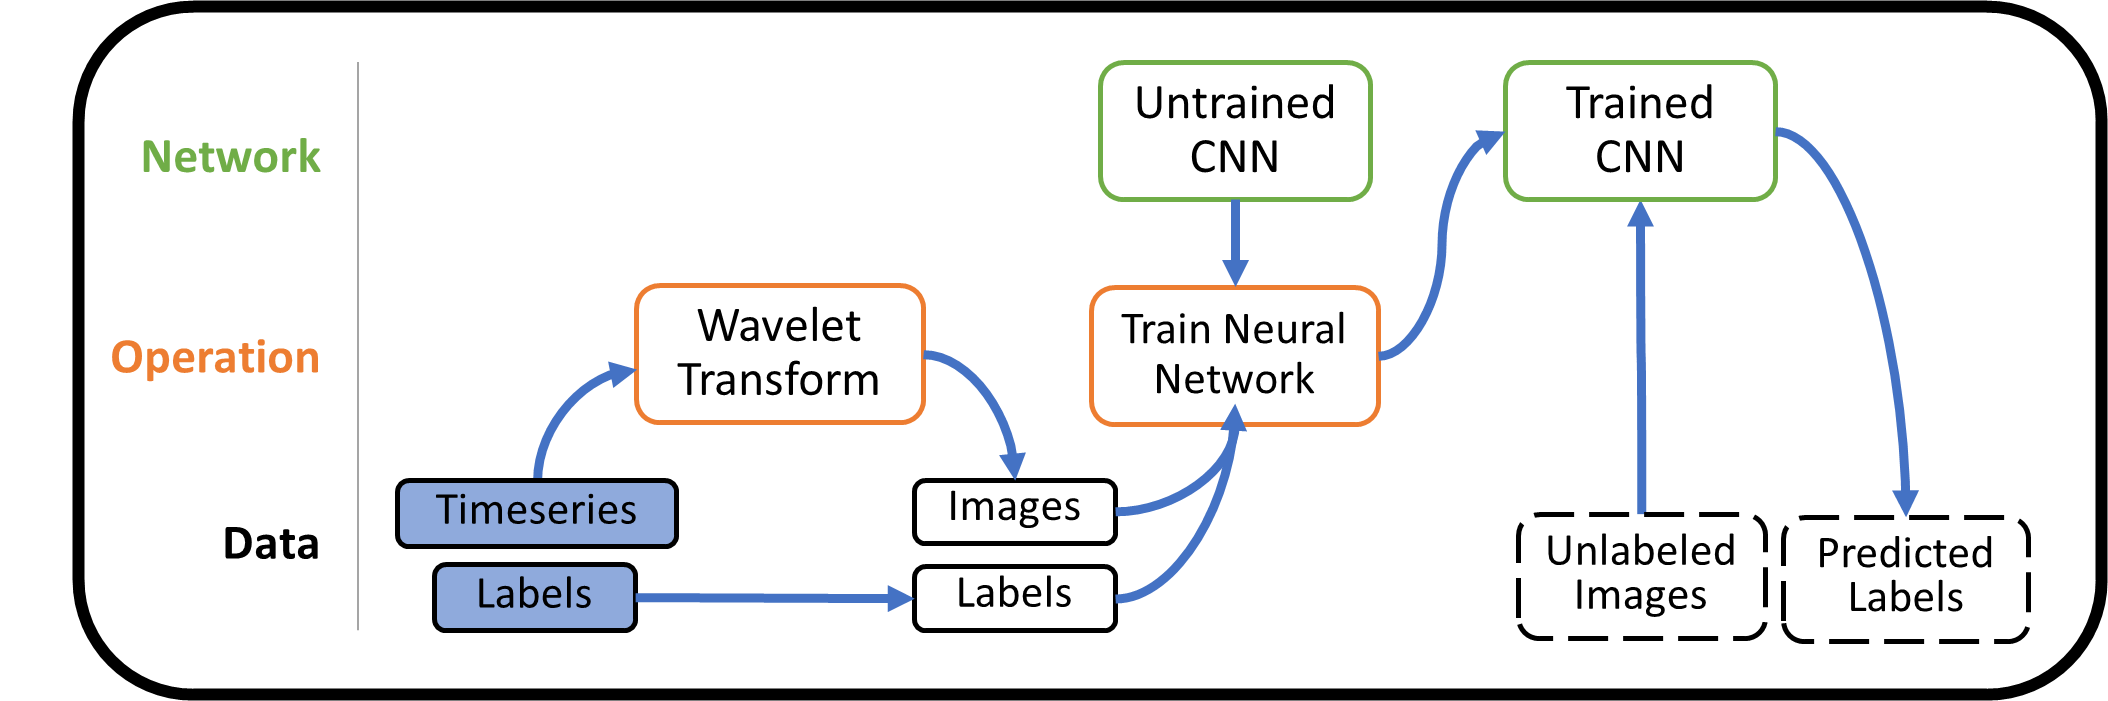 Network
Untrained
CNN
Trained
CNN
Operation
Wavelet
Transform
Train Neural
Network
Data
Timeseries
Labels
Images
Labels
Unlabeled
Images
Predicted
Labels